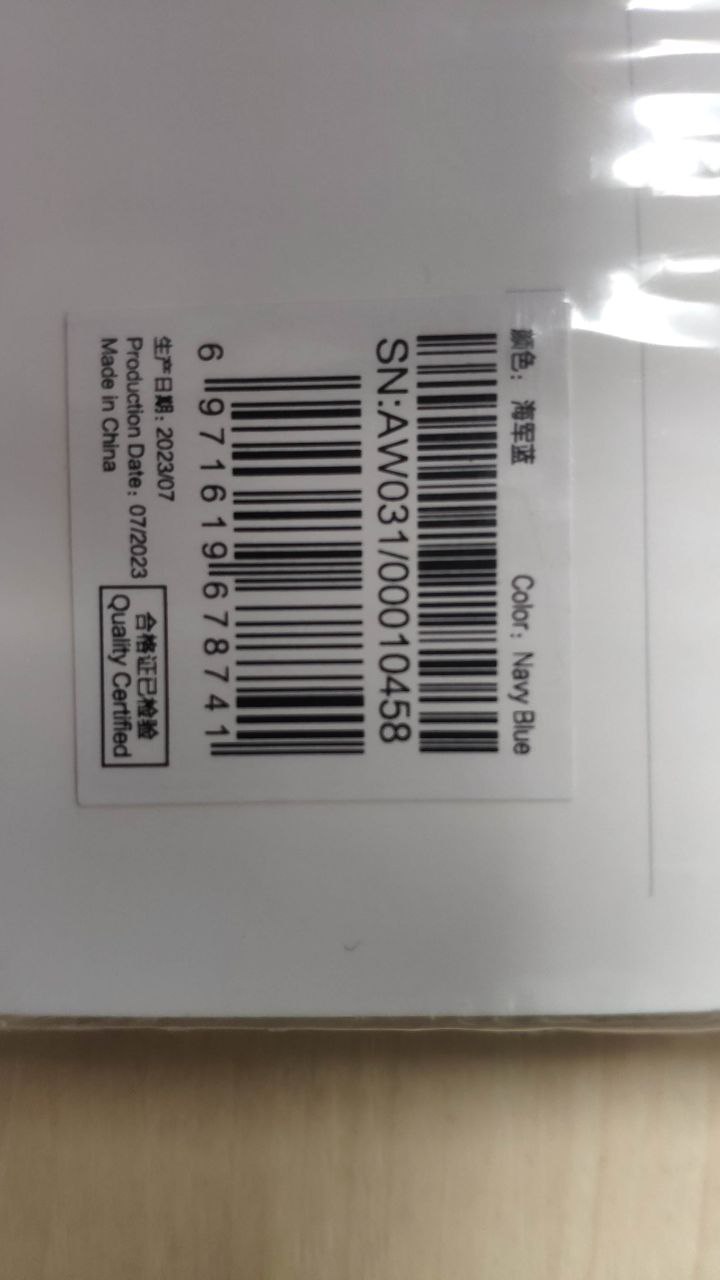 颜色： 海军蓝 Color： Navy Blue
SN:AW031/00010458
6 971619 678741
生产日期：2023/07
Production Date：07/2023
Made in China
合格证已检验
Quality Certified